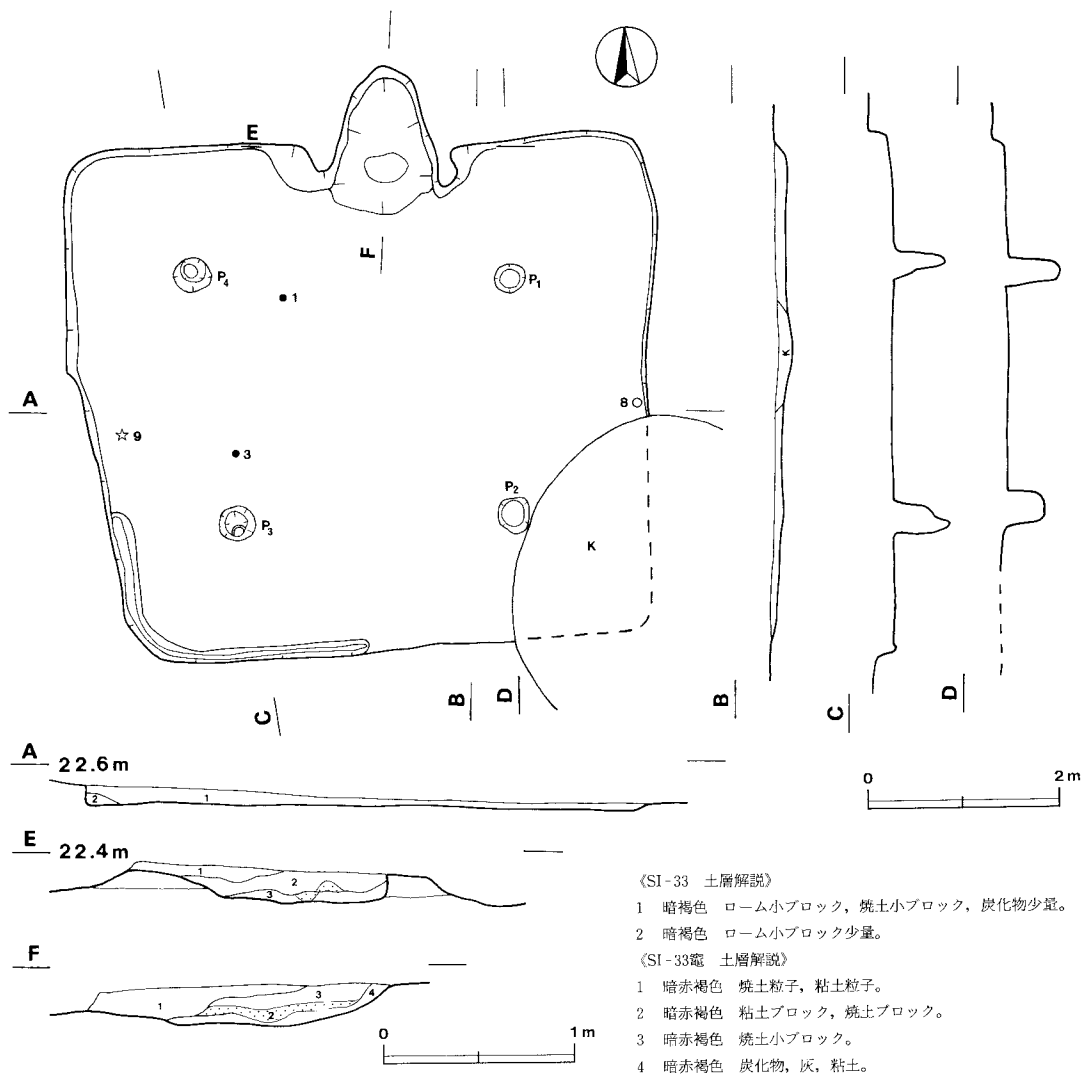 E
F
P4
P1
1
A
8
9
3
P2
P3
K
K
C
B
D
B
C
D
A 22.6m
2 1
0 2m
E 22.4m
1 2 3
F
1 2 3 4
0 1m
《SI-33 土層解説》
1 暗褐色 ローム小ブロック，焼土小ブロック，炭化物少量。
2 暗褐色 ローム小ブロック少量。
《SI-33竈 土層解説》
1 暗赤褐色 焼土粒子，粘土粒子。
2 暗赤褐色 粘土ブロック，焼土ブロック。
3 暗赤褐色 焼土小ブロック。
4 暗赤褐色 炭化物，灰，粘土。